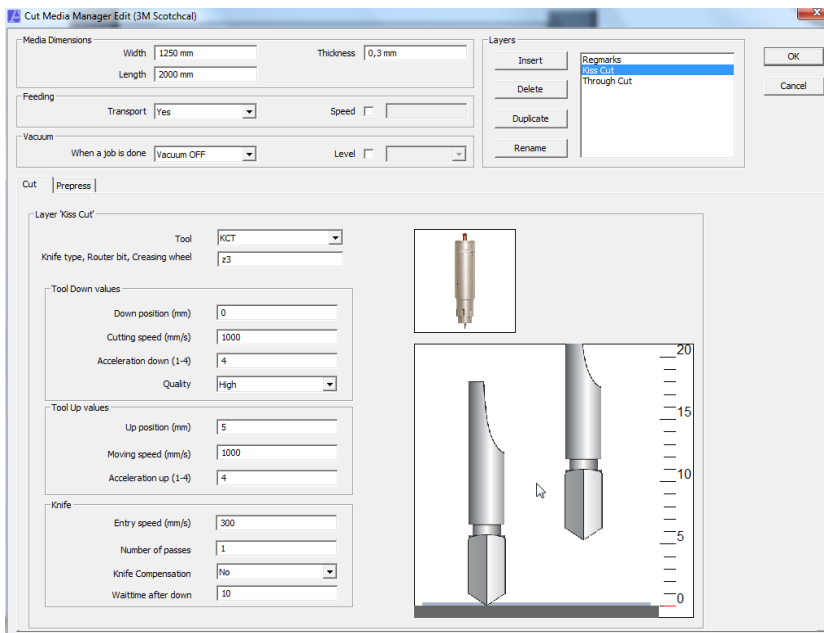 Cut Media Manager Edit (3M Scotchcal)
Media Dimensions
Width 1250 mm Thickness 0,3 mm
Length 2000 mm
Feeding
Transport Yes Speed
Vacuum
When a job is done Vacuum OFF Level
Layers
Insert
Delete
Duplicate
Rename
Regmarks
Kiss Cut
Through Cut
OK
Cancel
Cut Prepress
Layer 'Kiss Cut'
Tool KCT
Knife type, Router bit, Creasing wheel z3
Tool Down values
Down position (mm) 0
Cutting speed (mm/s) 1000
Acceleration down (1-4) 4
Quality High
Tool Up values
Up position (mm) 5
Moving speed (mm/s) 1000
Acceleration up (1-4) 4
Knife
Entry speed (mm/s) 300
Number of passes 1
Knife Compensation No
Waittime after down 10
20
15
10
5
0